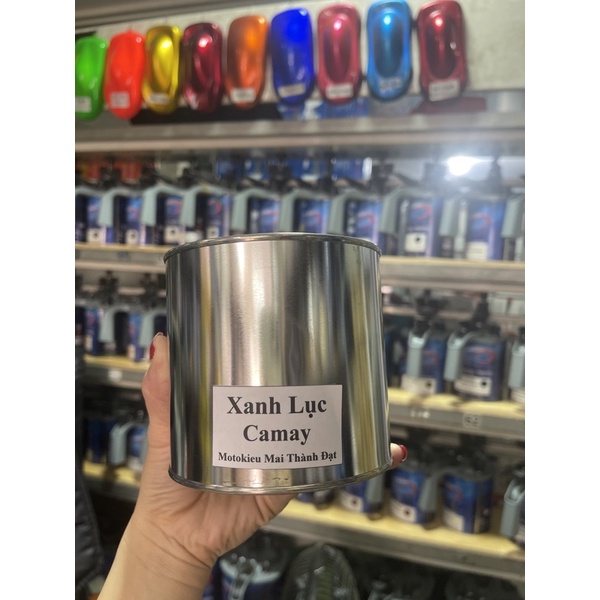 Xanh Lục
Camay
Motokieu Mai Thành Đạt